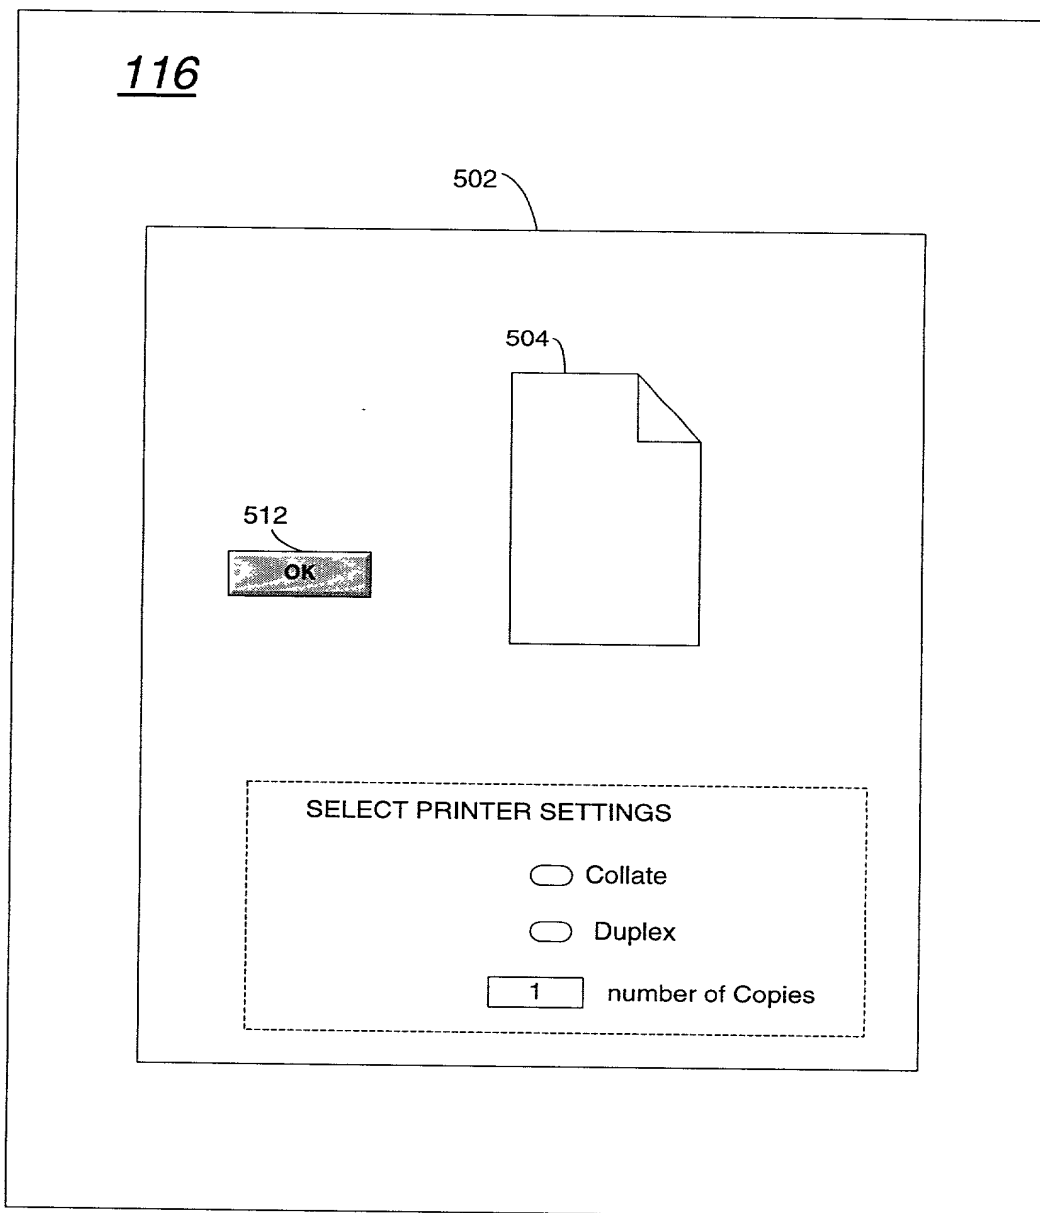 116
502
504
512
OK
SELECT PRINTER SETTINGS
Collate
Duplex
1 number of Copies